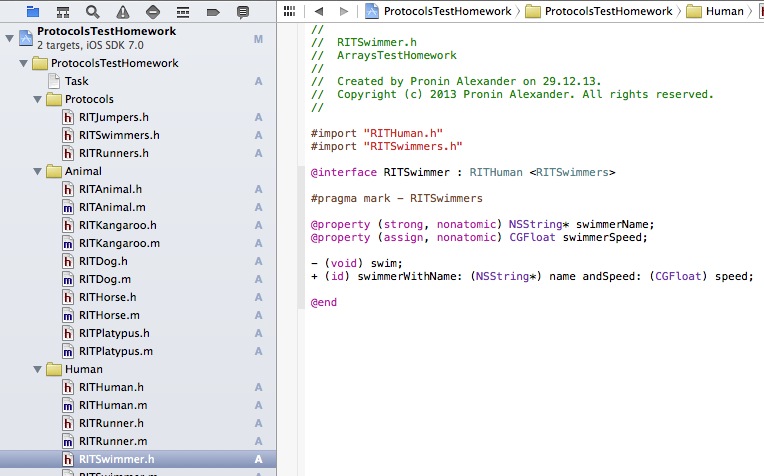 ProtocolsTestHomework
2 targets, iOS SDK 7.0
M
ProtocolsTestHomework
Task
A
Protocols
RITJumpers.h
A
RITSwimmers.h
A
RITRunners.h
A
Animal
RITAnimal.h
A
RITAnimal.m
A
RITKangaroo.h
A
RITKangaroo.m
A
RITDog.h
A
RITDog.m
A
RITHorse.h
A
RITHorse.m
A
RITPlatypus.h
A
RITPlatypus.m
A
Human
RITHuman.h
A
RITHuman.m
A
RITRunner.h
A
RITRunner.m
A
RITSwimmer.h
A
RITSwimmer.m
ProtocolsTestHomework
ProtocolsTestHomework
Human
//
//  RITSwimmer.h
//  ArraysTestHomework
//
//  Created by Pronin Alexander on 29.12.13.
//  Copyright (c) 2013 Pronin Alexander. All rights reserved.
//
#import "RITHuman.h"
#import "RITSwimmers.h"
@interface RITSwimmer : RITHuman <RITSwimmers>
#pragma mark - RITSwimmers
@property (strong, nonatomic) NSString* swimmerName;
@property (assign, nonatomic) CGFloat swimmerSpeed;
- (void) swim;
+ (id) swimmerWithName: (NSString*) name andSpeed: (CGFloat) speed;
@end